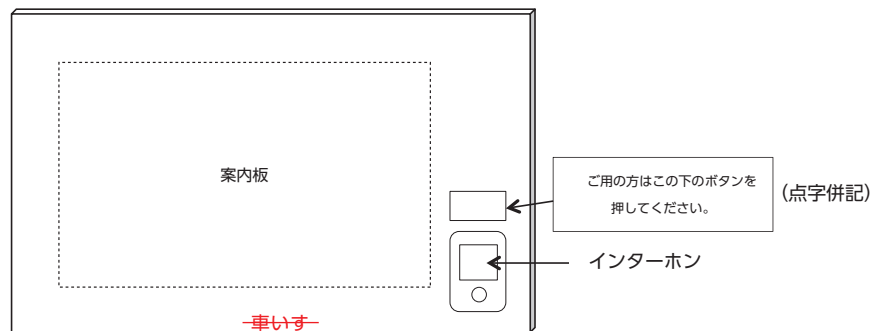 案内板
ご用の方はこの下のボタンを
押してください。
(点字併記)
インターホン
車いす